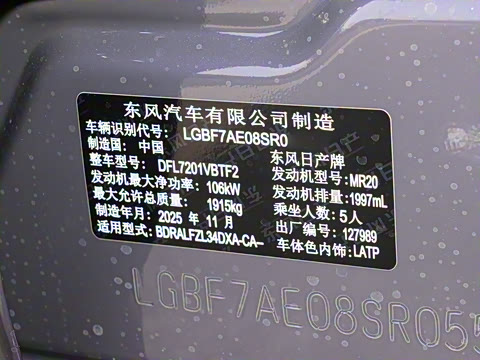 东风汽车有限公司制造
车辆识别代号: LGBF7AE08SR0
制造国: 中国 东风日产牌
整车型号: DFL7201VBTF2 发动机型号:MR20
发动机最大净功率: 106kW 发动机排量:1997mL
最大允许总质量: 1915kg 乘坐人数:5人
制造年月: 2025 年 11 月 出厂编号: 127989
适用型式: BDRALFZL34DXA-CA- 车体色内饰:LATP
LGBF7AE08SR05